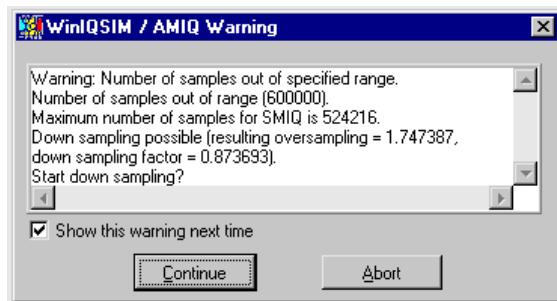 WinIQSIM / AMIQ Warning
Warning: Number of samples out of specified range.
Number of samples out of range (600000).
Maximum number of samples for SMIQ is 524216.
Down sampling possible (resulting oversampling = 1.747387,
down sampling factor = 0.873693).
Start down sampling?
Show this warning next time
Continue
Abort